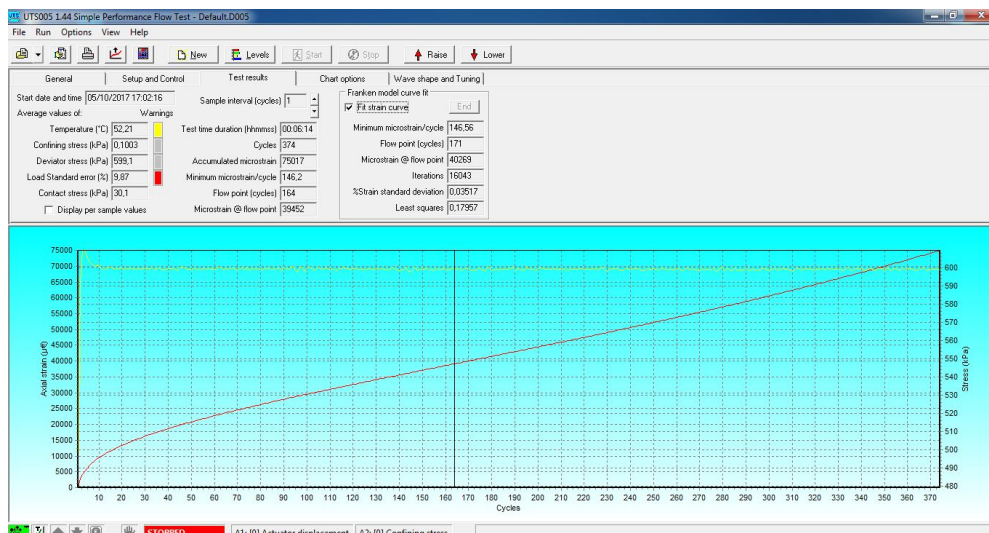 UTS005 1.44 Simple Performance Flow Test - Default.D005
File Run Options View Help
New Levels Start Stop Raise Lower
General Setup and Control Test results Chart options Wave shape and Tuning
Start date and time 05/10/2017 17:02:16
Average values of: Warnings
Temperature (°C) 52,21
Confining stress (kPa) 0,1003
Deviator stress (kPa) 599,1
Load Standard error (%) 9,87
Contact stress (kPa) 30,1
Display per sample values
Sample interval (cycles) 1
Test time duration (hhmmss) 00:06:14
Cycles 374
Accumulated microstrain 75017
Minimum microstrain/cycle 146,2
Flow point (cycles) 164
Microstrain @ flow point 39452
Franken model curve fit
Fit strain curve End
Minimum microstrain/cycle 146,56
Flow point (cycles) 171
Microstrain @ flow point 40269
Iterations 16043
%Strain standard deviation 0,03517
Least squares 0,17957
Axial strain (µe)
75000
70000
65000
60000
55000
50000
45000
40000
35000
30000
25000
20000
15000
10000
5000
0
600
590
580
570
560
550
540
530
520
510
500
490
480
Stress (kPa)
10 20 30 40 50 60 70 80 90 100 110 120 130 140 150 160 170 180 190 200 210 220 230 240 250 260 270 280 290 300 310 320 330 340 350 360 370
Cycles
STOPPED A1: [0] Actuator displacement A2: [0] Confining stress